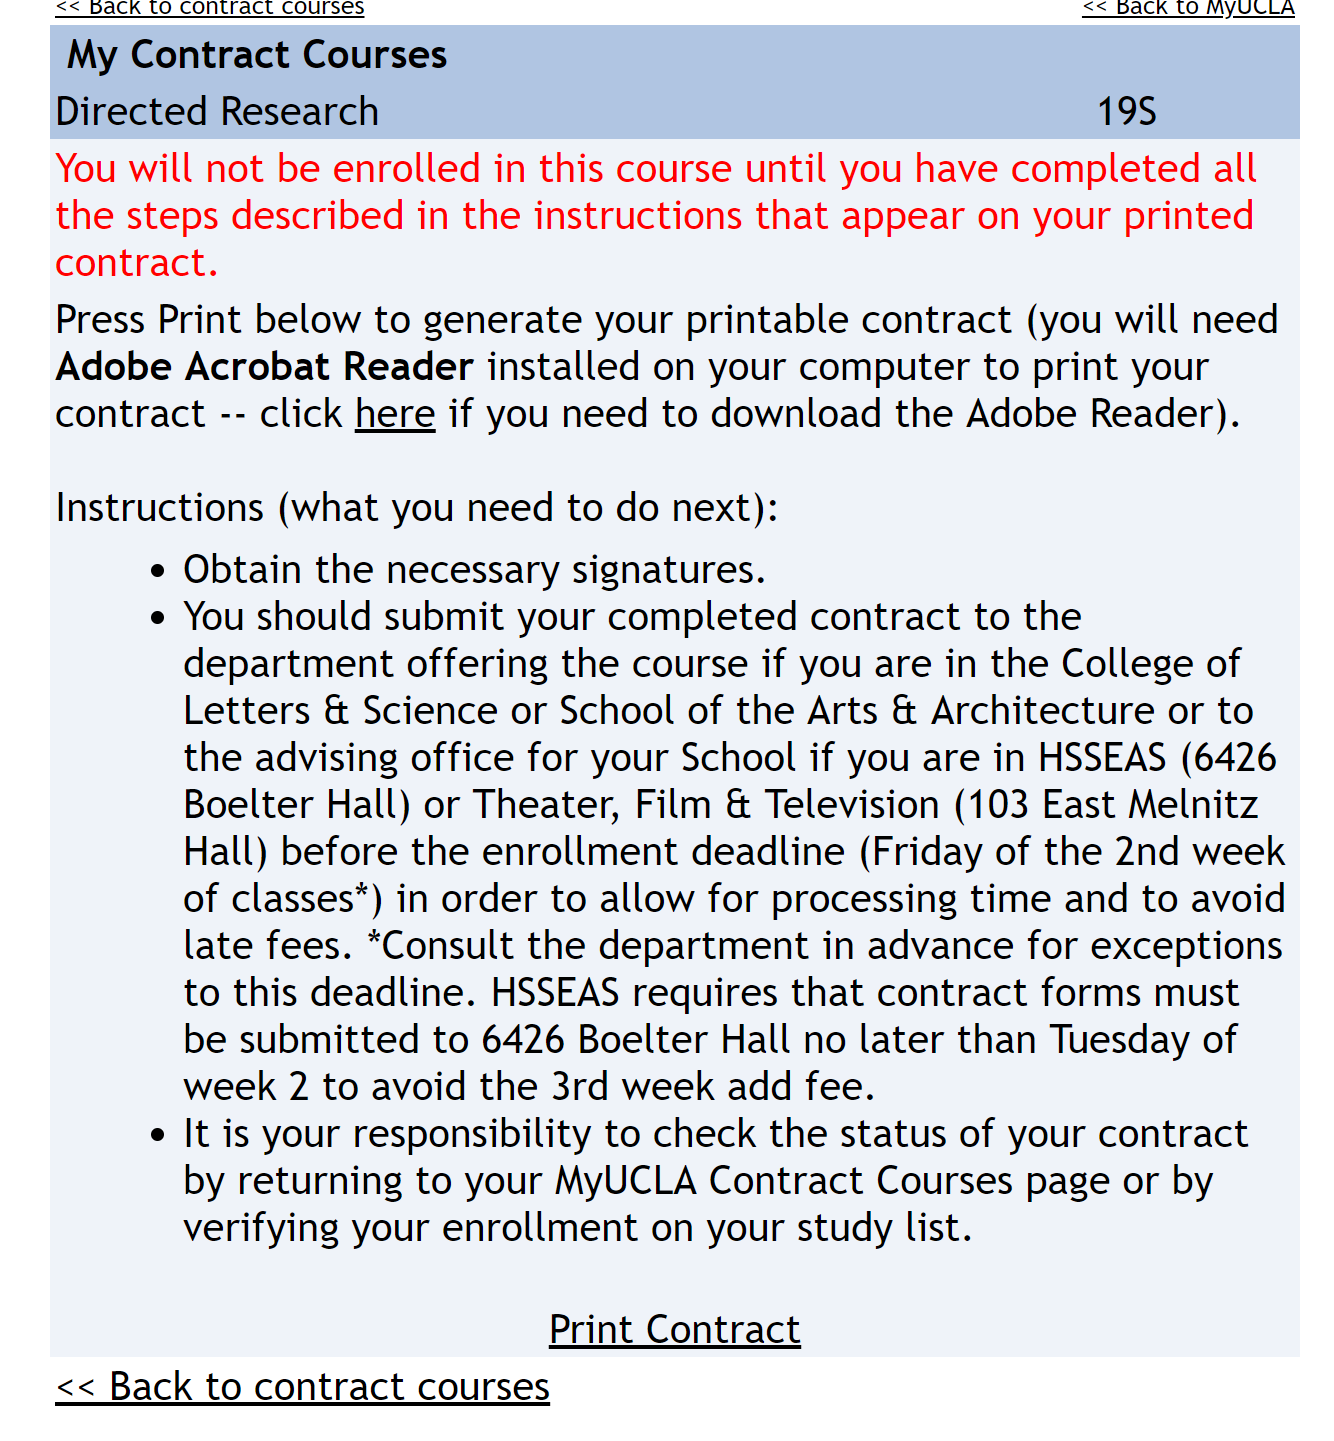 << Back to contract courses << Back to MyUCLA
My Contract Courses
Directed Research 19S
You will not be enrolled in this course until you have completed all
the steps described in the instructions that appear on your printed
contract.
Press Print below to generate your printable contract (you will need
Adobe Acrobat Reader installed on your computer to print your
contract -- click here if you need to download the Adobe Reader).
Instructions (what you need to do next):
• Obtain the necessary signatures.
• You should submit your completed contract to the
department offering the course if you are in the College of
Letters & Science or School of the Arts & Architecture or to
the advising office for your School if you are in HSSEAS (6426
Boelter Hall) or Theater, Film & Television (103 East Melnitz
Hall) before the enrollment deadline (Friday of the 2nd week
of classes*) in order to allow for processing time and to avoid
late fees. *Consult the department in advance for exceptions
to this deadline. HSSEAS requires that contract forms must
be submitted to 6426 Boelter Hall no later than Tuesday of
week 2 to avoid the 3rd week add fee.
• It is your responsibility to check the status of your contract
by returning to your MyUCLA Contract Courses page or by
verifying your enrollment on your study list.
Print Contract
<< Back to contract courses